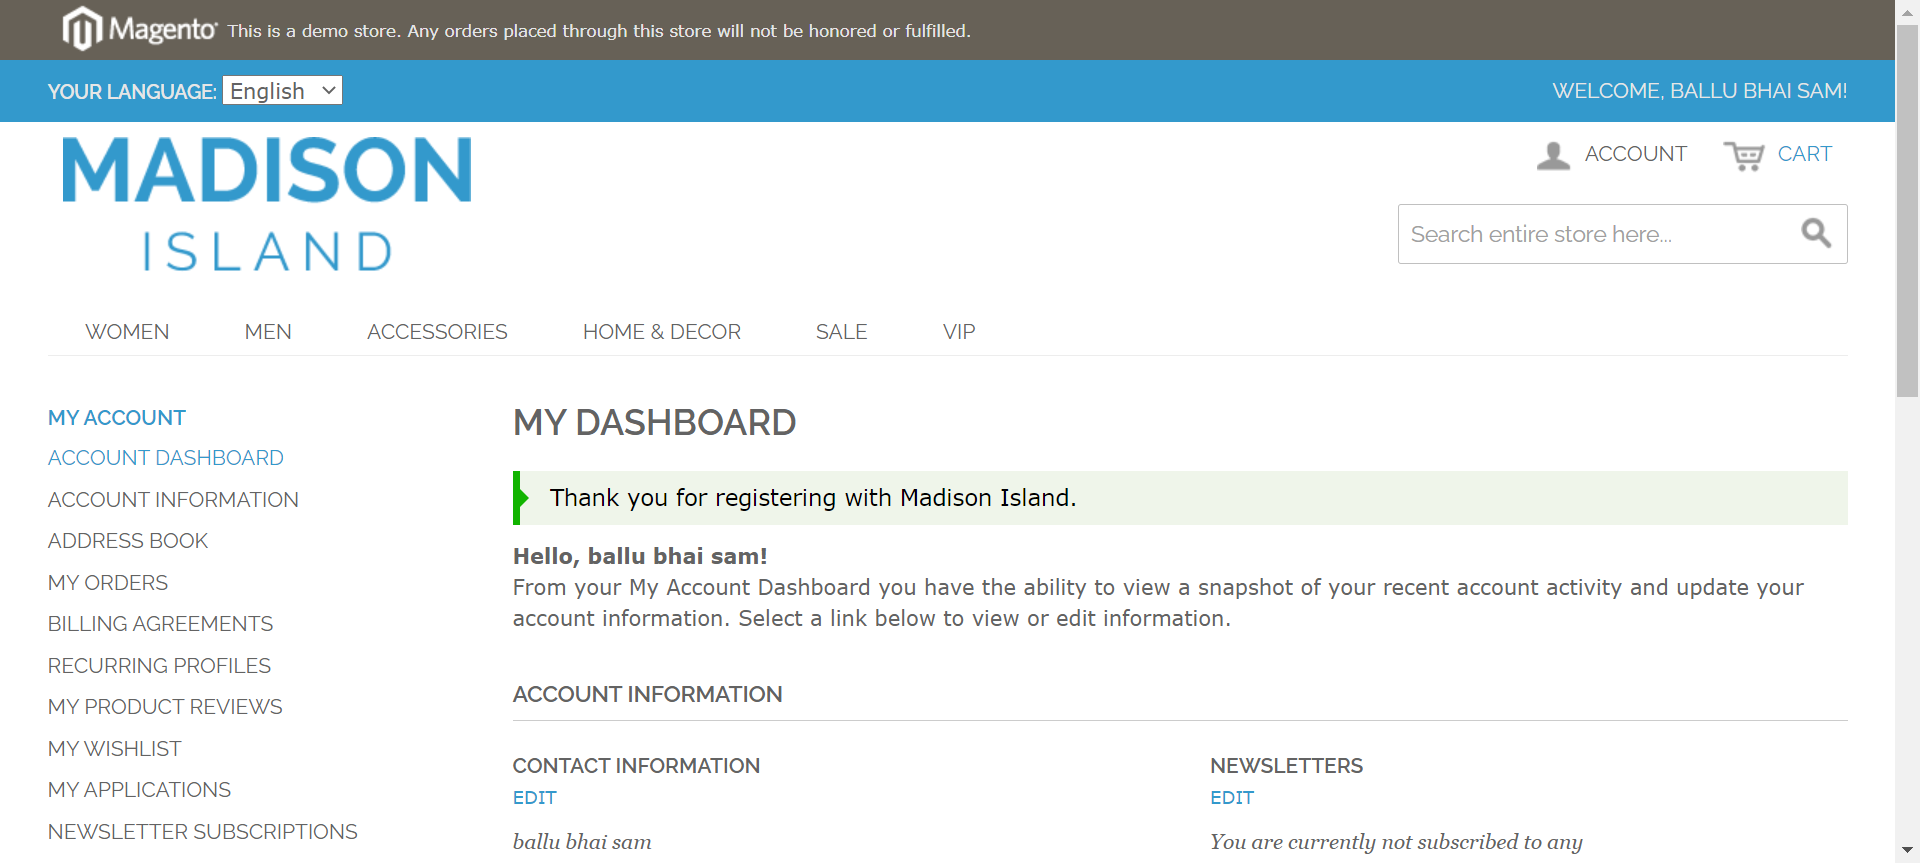 Magento This is a demo store. Any orders placed through this store will not be honored or fulfilled.
YOUR LANGUAGE: English
WELCOME, BALLU BHAI SAM!
MADISON
ISLAND
ACCOUNT CART
Search entire store here...
WOMEN MEN ACCESSORIES HOME & DECOR SALE VIP
MY ACCOUNT
ACCOUNT DASHBOARD
ACCOUNT INFORMATION
ADDRESS BOOK
MY ORDERS
BILLING AGREEMENTS
RECURRING PROFILES
MY PRODUCT REVIEWS
MY WISHLIST
MY APPLICATIONS
NEWSLETTER SUBSCRIPTIONS
MY DASHBOARD
Thank you for registering with Madison Island.
Hello, ballu bhai sam!
From your My Account Dashboard you have the ability to view a snapshot of your recent account activity and update your
account information. Select a link below to view or edit information.
ACCOUNT INFORMATION
CONTACT INFORMATION
EDIT
ballu bhai sam
NEWSLETTERS
EDIT
You are currently not subscribed to any